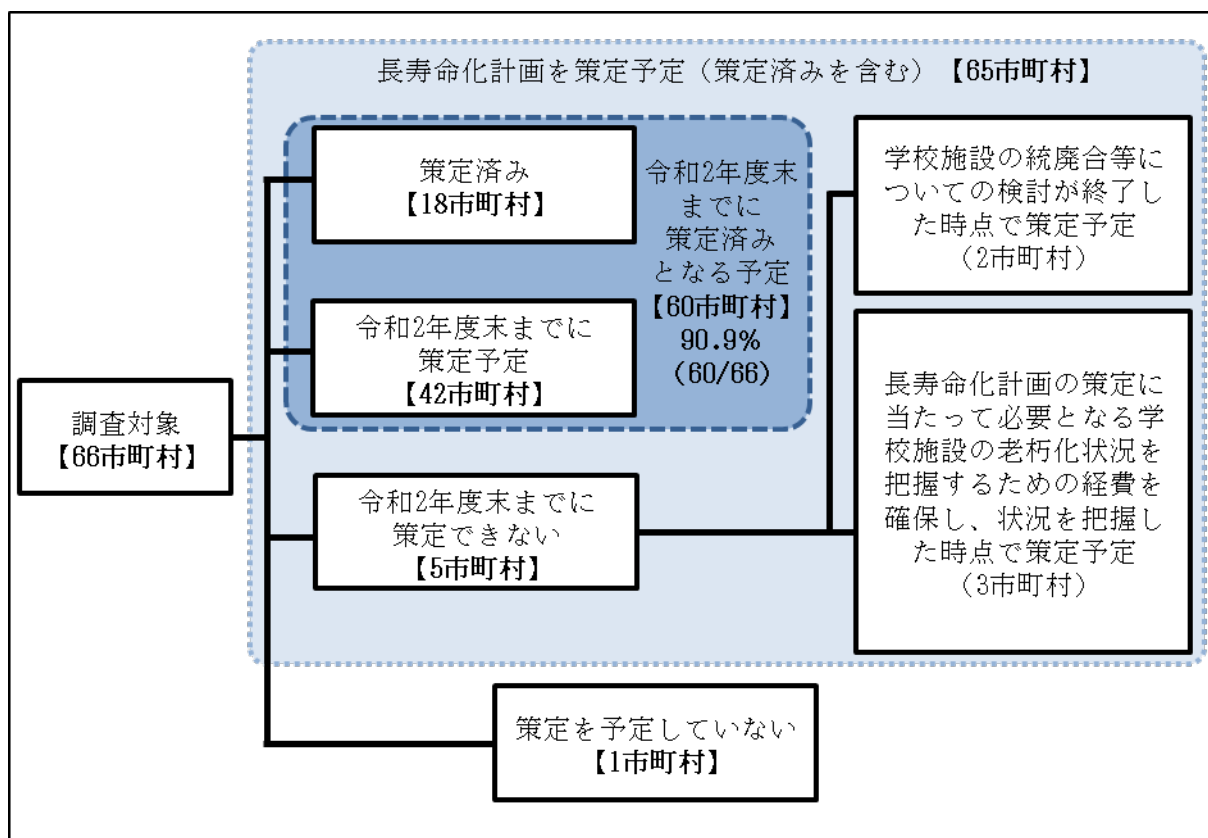 長寿命化計画を策定予定（策定済みを含む）【65市町村】
策定済み
【18市町村】
令和2年度末
までに
策定済み
となる予定
【60市町村】
90.9%
(60/66)
学校施設の統廃合等に
ついての検討が終了し
た時点で策定予定
（2市町村）
令和2年度末までに
策定予定
【42市町村】
調査対象
【66市町村】
長寿命化計画の策定に
当たって必要となる学
校施設の老朽化状況を
把握するための経費を
確保し、状況を把握し
た時点で策定予定
（3市町村）
令和2年度末までに
策定できない
【5市町村】
策定を予定していない
【1市町村】